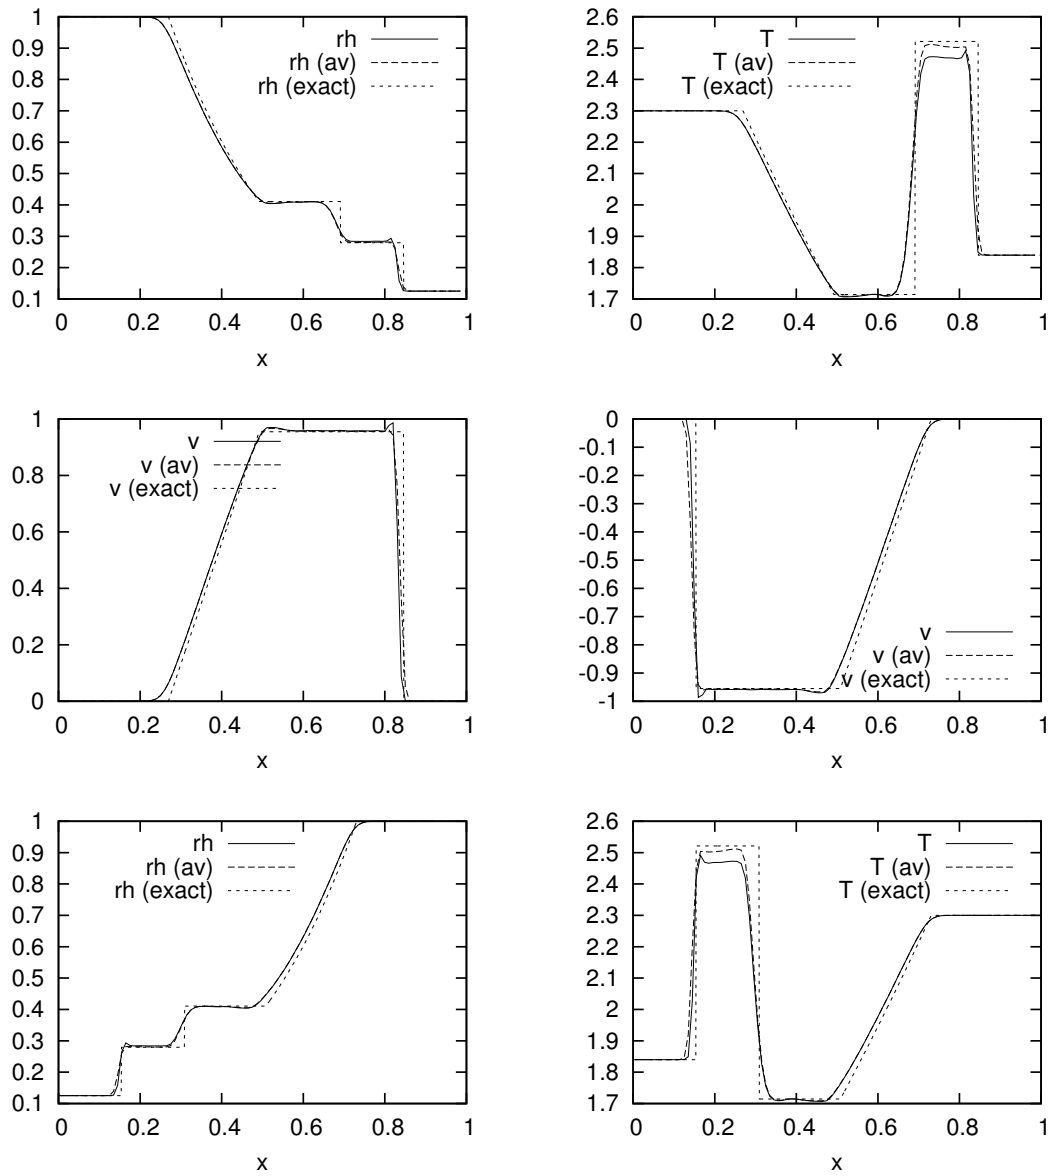 1
0.9
0.8
0.7
0.6
0.5
0.4
0.3
0.2
0.1
0 0.2 0.4 0.6 0.8 1
x
rh
rh (av)
rh (exact)
2.6
2.5
2.4
2.3
2.2
2.1
2
1.9
1.8
1.7
0 0.2 0.4 0.6 0.8 1
x
T
T (av)
T (exact)
1
0.8
0.6
0.4
0.2
0
0 0.2 0.4 0.6 0.8 1
x
v
v (av)
v (exact)
-0
-0.1
-0.2
-0.3
-0.4
-0.5
-0.6
-0.7
-0.8
-0.9
-1
0 0.2 0.4 0.6 0.8 1
x
v
v (av)
v (exact)
1
0.9
0.8
0.7
0.6
0.5
0.4
0.3
0.2
0.1
0 0.2 0.4 0.6 0.8 1
x
rh
rh (av)
rh (exact)
2.6
2.5
2.4
2.3
2.2
2.1
2
1.9
1.8
1.7
0 0.2 0.4 0.6 0.8 1
x
T
T (av)
T (exact)